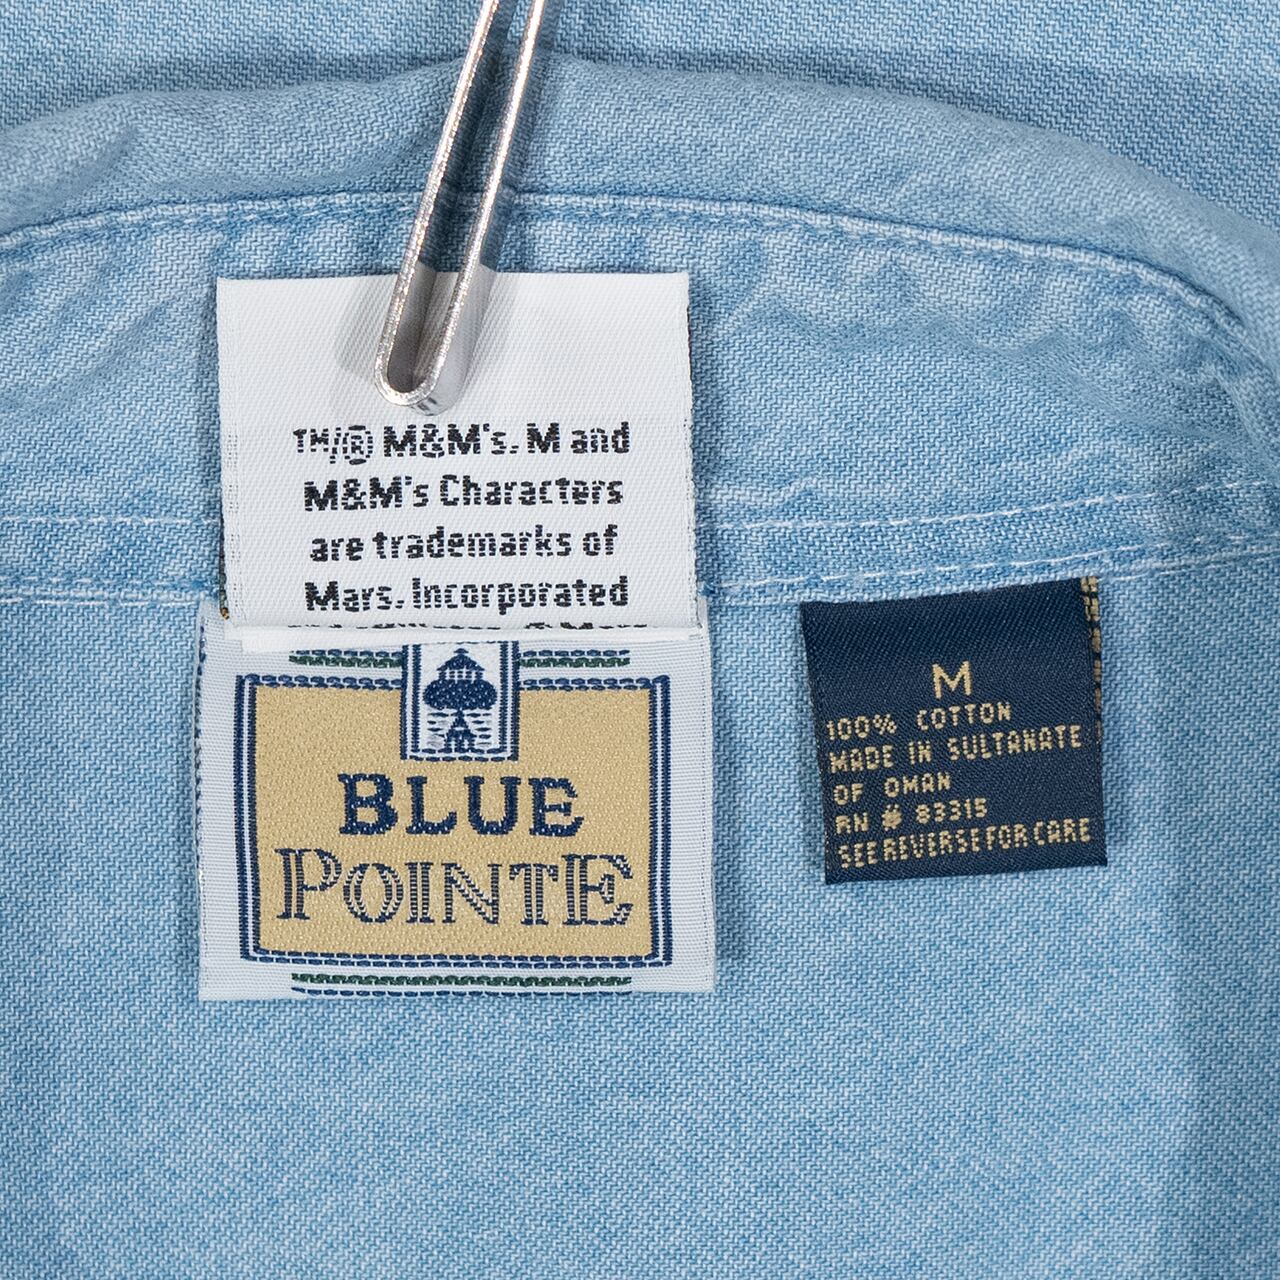 TM/® M&M's. M and
M&M's Characters
are trademarks of
Mars, Incorporated
BLUE
POINTE
M
100% COTTON
MADE IN SULTANATE
OF OMAN
RN # 83315
SEE REVERSE FOR CARE